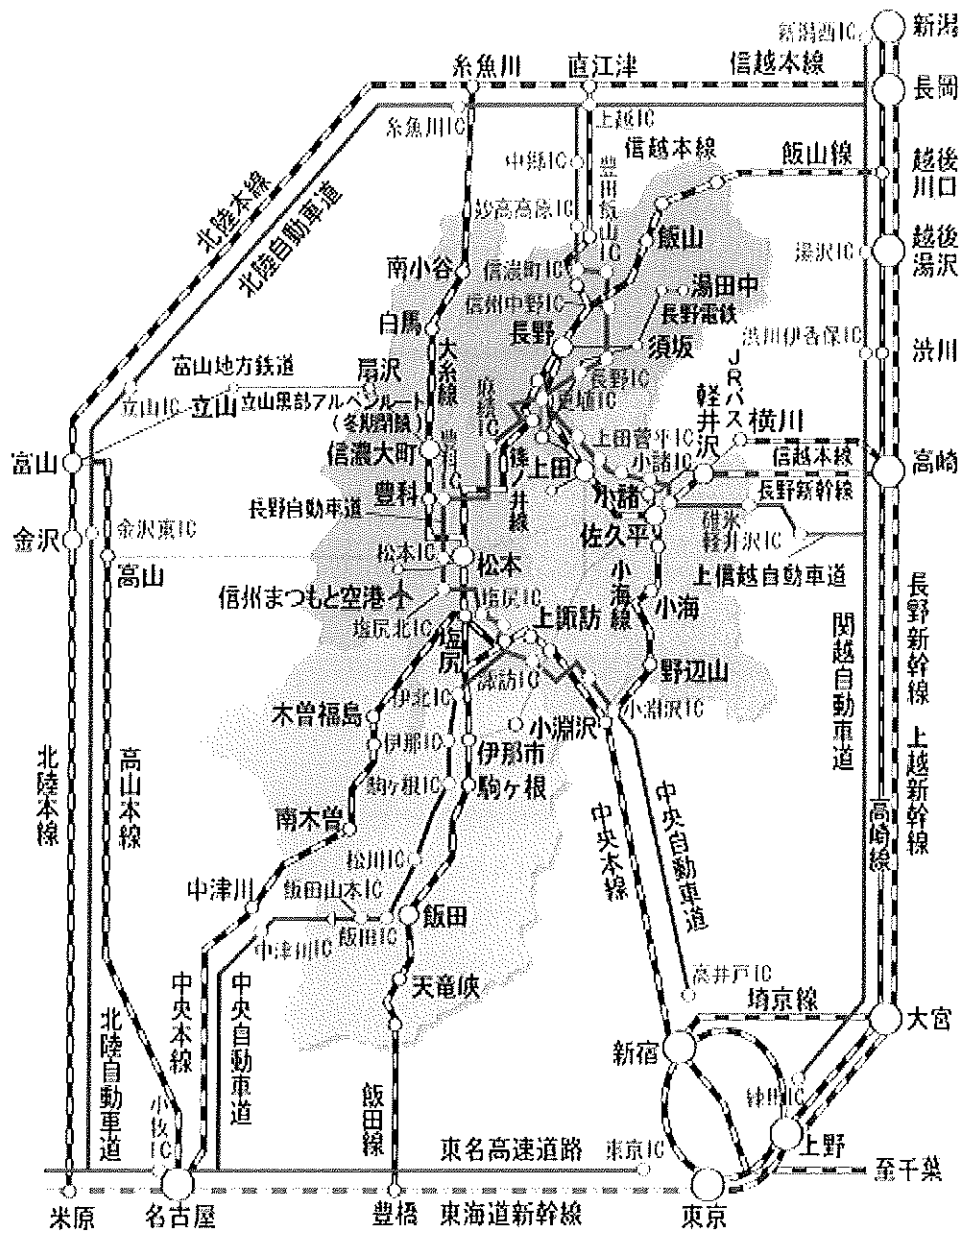 新潟西IC
新潟
糸魚川
直江津
信越本線
長岡
糸魚川IC
上越IC
中郷IC
信越本線
飯山線
越後
川口
北陸本線
北陸自動車道
妙高高原IC
豊田飯山IC
飯山
湯沢IC
越後
湯沢
南小谷
信濃町IC
湯田中
信州中野IC
長野電鉄
白馬
大糸線
長野
須坂
渋川伊香保IC
渋川
富山地方鉄道
扇沢
長野IC
JRバス
立山IC
立山
立山黒部アルペンルート
(冬期閉鎖)
麻績IC
更埴IC
軽井沢
横川
富山
信濃大町
豊科IC
篠ノ井線
上田
上田菅平IC
小諸IC
信越本線
高崎
豊科
小諸
長野新幹線
長野自動車道
佐久平
碓氷
軽井沢IC
金沢
金沢東IC
高山
松本IC
松本
上信越自動車道
信州まつもと空港
塩尻IC
小海線
小海
塩尻北IC
上諏訪
塩尻
関越自動車道
長野新幹線
上越新幹線
諏訪IC
野辺山
伊北IC
小淵沢IC
木曽福島
小淵沢
伊那IC
伊那市
北陸本線
高山本線
駒ヶ根IC
駒ヶ根
中央本線
中央自動車道
高崎線
南木曽
松川IC
中津川
飯田山本IC
飯田
中津川IC
飯田IC
天竜峡
高井戸IC
埼京線
大宮
中央本線
中央自動車道
北陸自動車道
新宿
飯田線
練馬IC
小牧IC
東名高速道路
東京IC
上野
至千葉
米原
名古屋
豊橋
東海道新幹線
東京